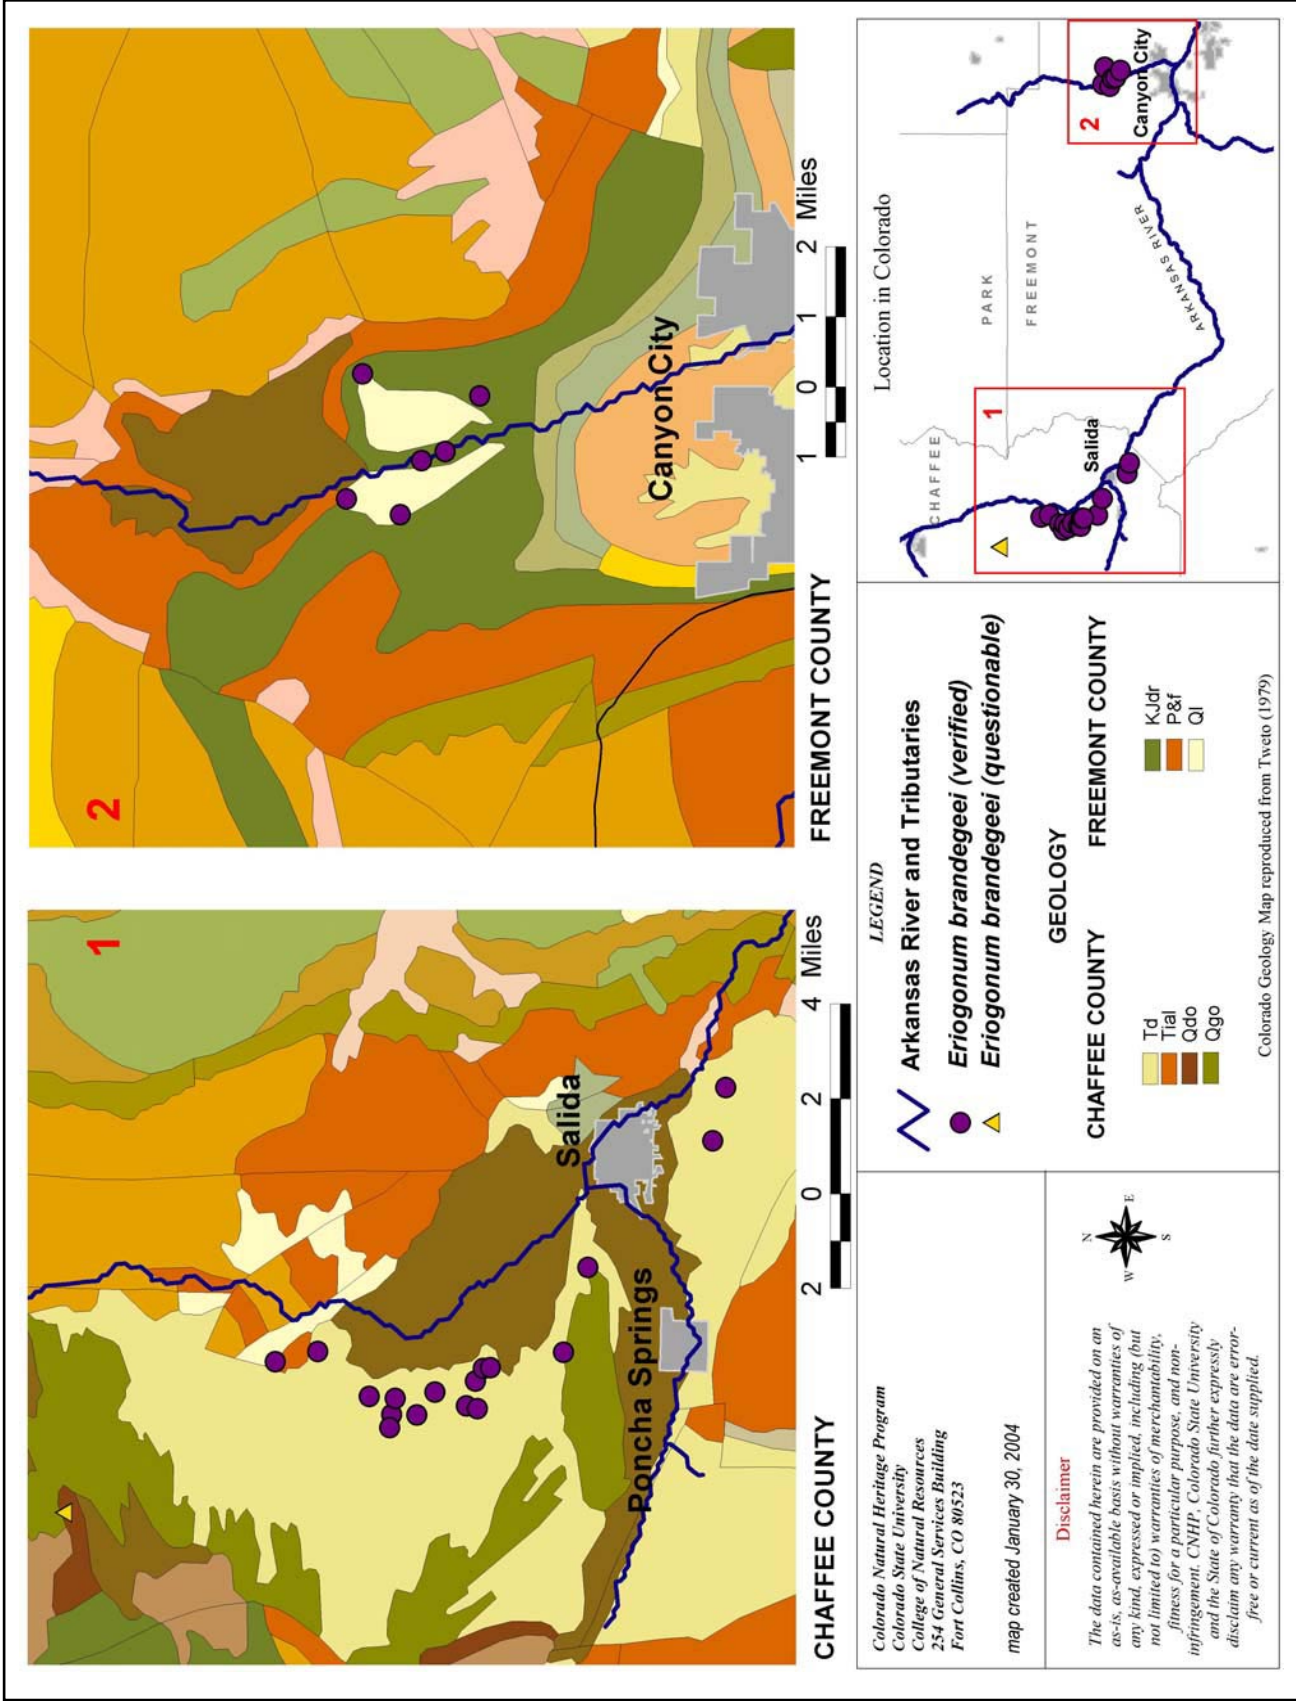 1
Salida
Poncha Springs
CHAFFEE COUNTY
2 0 2 4 Miles
2
Canyon City
FREEMONT COUNTY
1 0 1 2 Miles
Colorado Natural Heritage Program
Colorado State University
College of Natural Resources
254 General Services Building
Fort Collins, CO 80523
map created January 30, 2004
Disclaimer
The data contained herein are provided on an
as-is, as-available basis without warranties of
any kind, expressed or implied, including (but
not limited to) warranties of merchantability,
fitness for a particular purpose, and non-
infringement. CNHP, Colorado State University
and the State of Colorado further expressly
disclaim any warranty that the data are error-
free or current as of the date supplied.
N
W E
S
LEGEND
Arkansas River and Tributaries
Eriogonum brandegeei (verified)
Eriogonum brandegeei (questionable)
GEOLOGY
CHAFFEE COUNTY
Td
Tial
Qdo
Qgo
FREEMONT COUNTY
KJdr
P&f
Ql
Colorado Geology Map reproduced from Tweto (1979)
Location in Colorado
CHAFFEE
PARK
FREEMONT
1
Salida
ARKANSAS RIVER
2
Canyon City